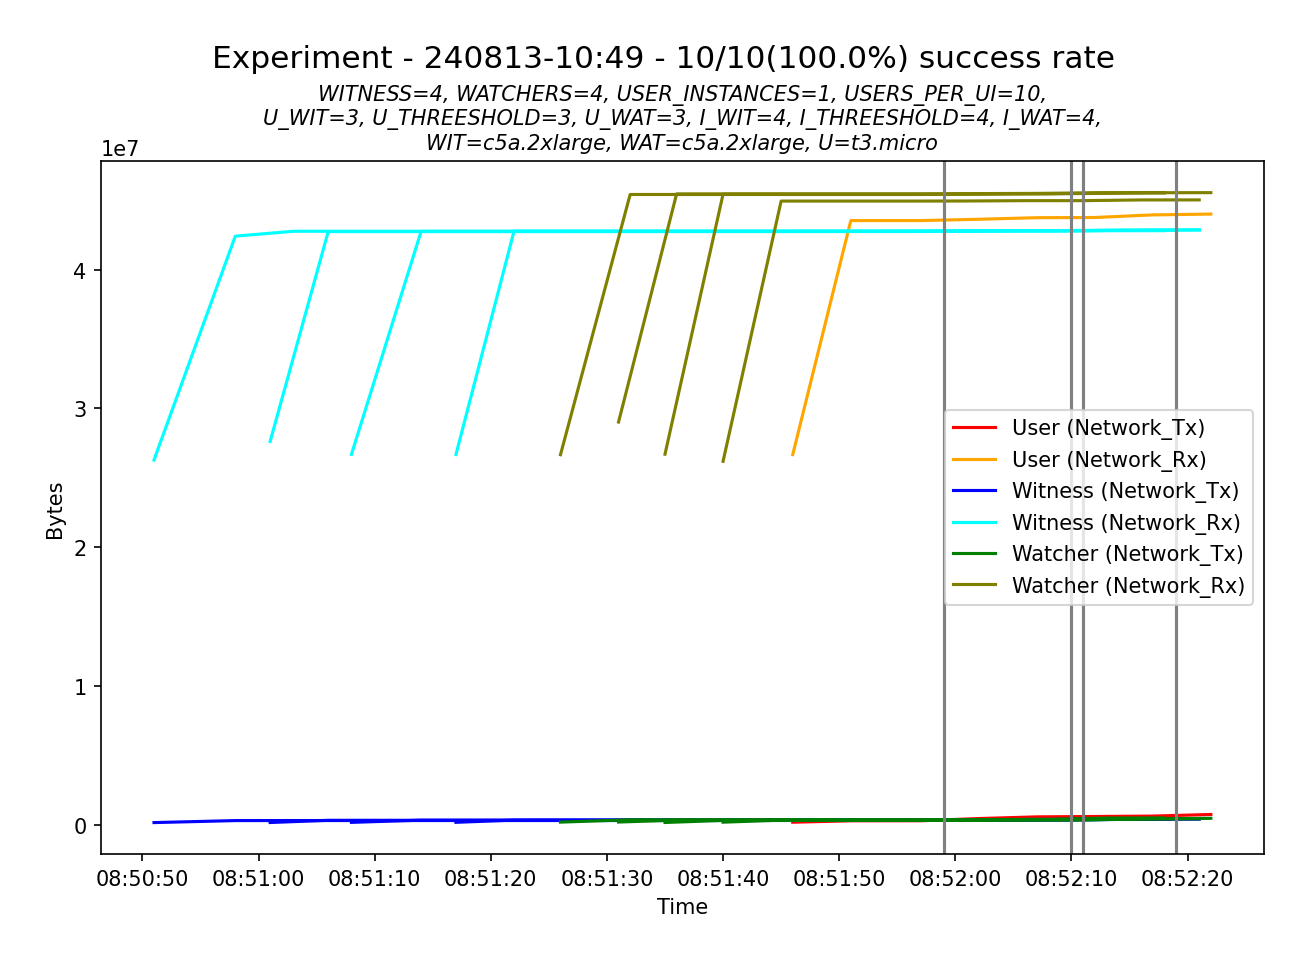 Experiment - 240813-10:49 - 10/10(100.0%) success rate
WITNESS=4, WATCHERS=4, USER_INSTANCES=1, USERS_PER_UI=10,
U_WIT=3, U_THREESHOLD=3, U_WAT=3, I_WIT=4, I_THREESHOLD=4, I_WAT=4,
WIT=c5a.2xlarge, WAT=c5a.2xlarge, U=t3.micro
1e7
4
3
2
1
0
Bytes
User (Network_Tx)
User (Network_Rx)
Witness (Network_Tx)
Witness (Network_Rx)
Watcher (Network_Tx)
Watcher (Network_Rx)
08:50:50 08:51:00 08:51:10 08:51:20 08:51:30 08:51:40 08:51:50 08:52:00 08:52:10 08:52:20
Time